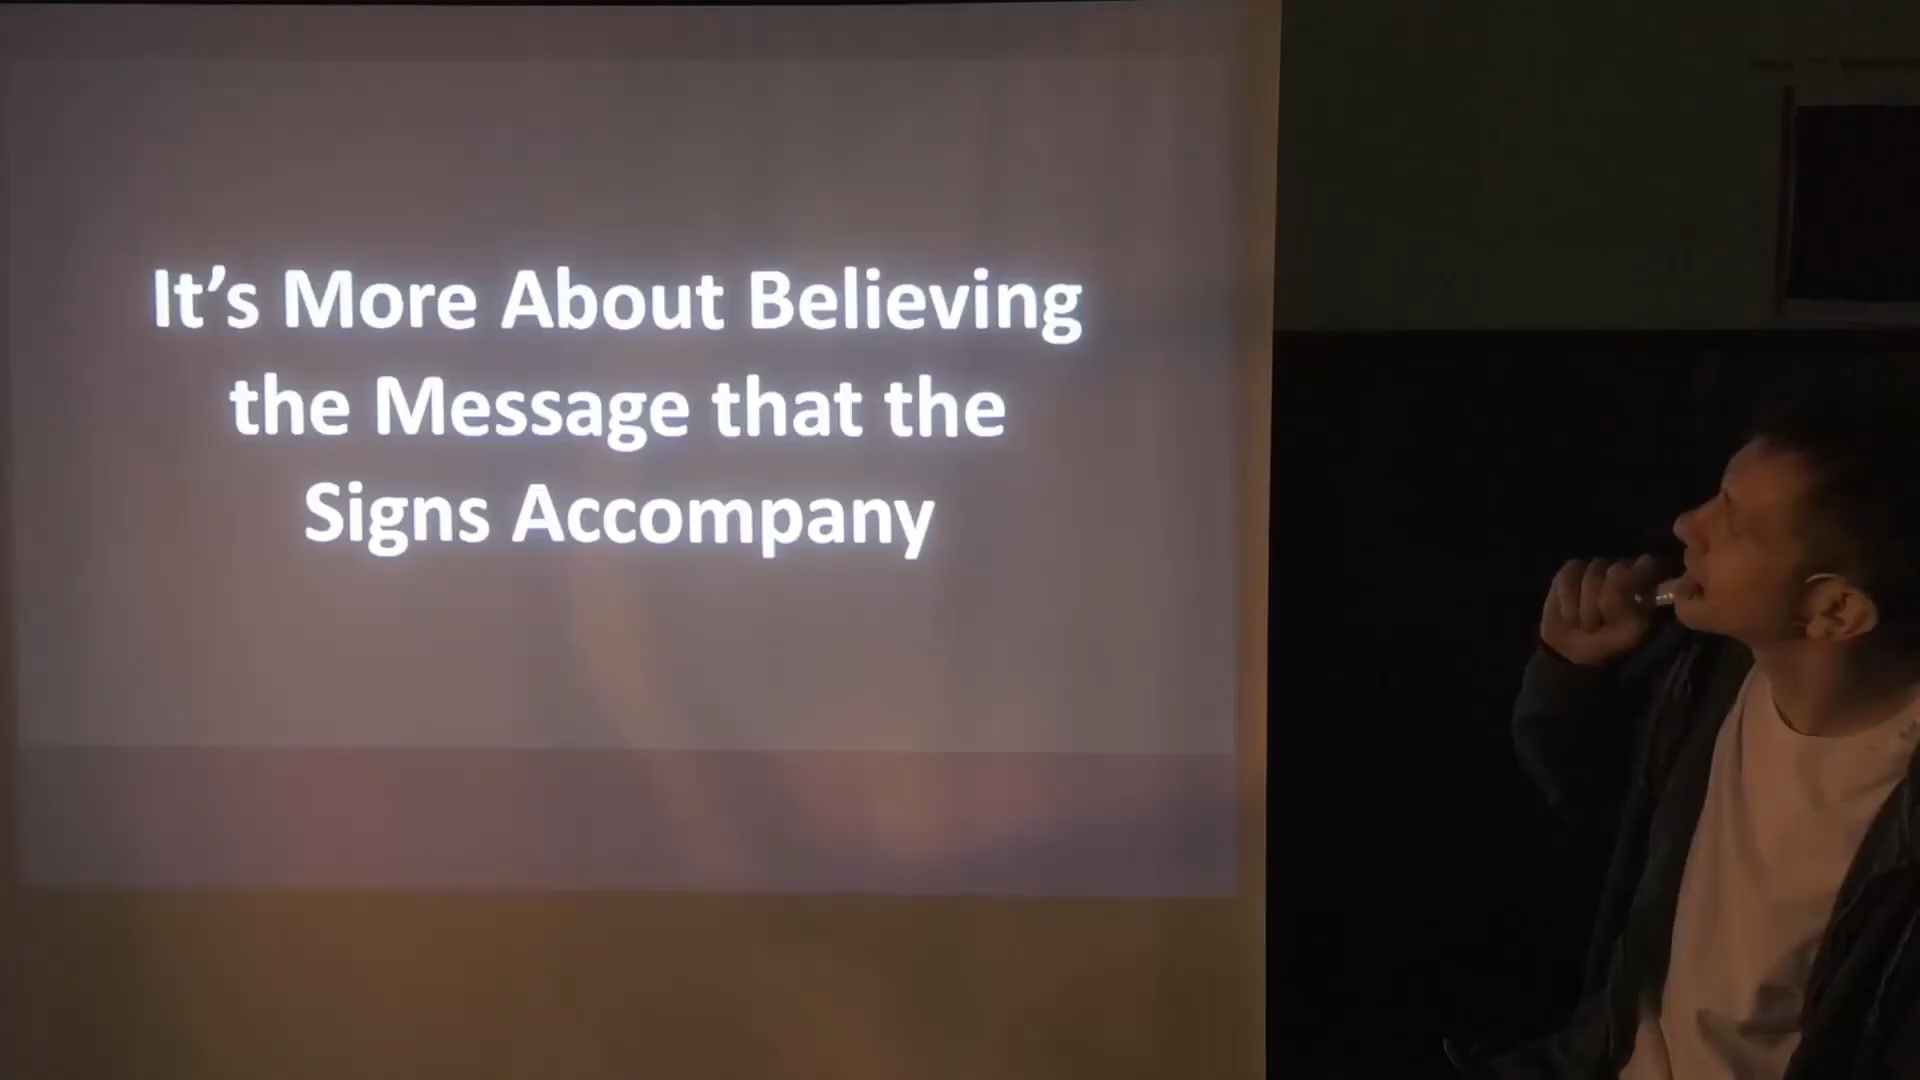 It’s More About Believing
the Message that the
Signs Accompany